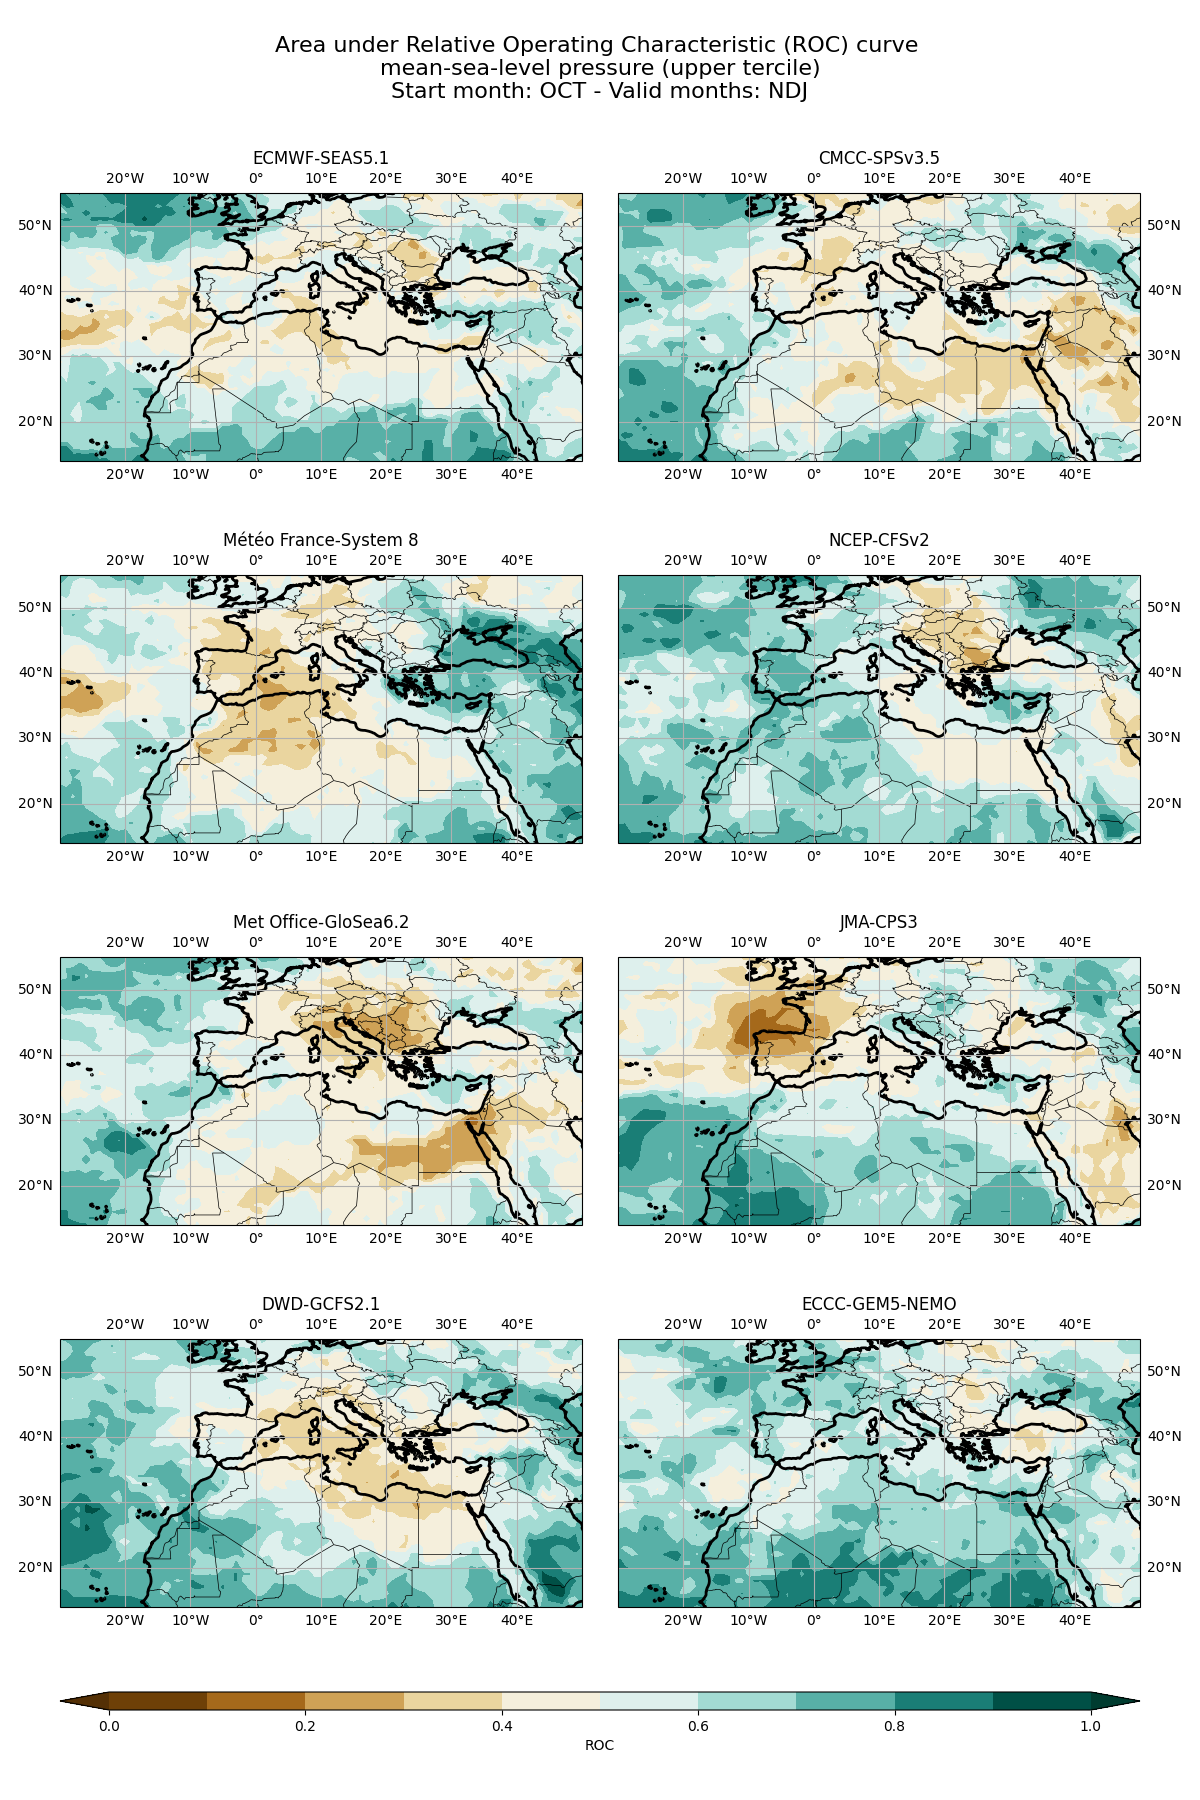 Area under Relative Operating Characteristic (ROC) curve
mean-sea-level pressure (upper tercile)
Start month: OCT - Valid months: NDJ
ECMWF-SEAS5.1
20°W 10°W 0° 10°E 20°E 30°E 40°E
50°N
40°N
30°N
20°N
20°W 10°W 0° 10°E 20°E 30°E 40°E
CMCC-SPSv3.5
20°W 10°W 0° 10°E 20°E 30°E 40°E
50°N
40°N
30°N
20°N
20°W 10°W 0° 10°E 20°E 30°E 40°E
Météo France-System 8
20°W 10°W 0° 10°E 20°E 30°E 40°E
50°N
40°N
30°N
20°N
20°W 10°W 0° 10°E 20°E 30°E 40°E
NCEP-CFSv2
20°W 10°W 0° 10°E 20°E 30°E 40°E
50°N
40°N
30°N
20°N
20°W 10°W 0° 10°E 20°E 30°E 40°E
Met Office-GloSea6.2
20°W 10°W 0° 10°E 20°E 30°E 40°E
50°N
40°N
30°N
20°N
20°W 10°W 0° 10°E 20°E 30°E 40°E
JMA-CPS3
20°W 10°W 0° 10°E 20°E 30°E 40°E
50°N
40°N
30°N
20°N
20°W 10°W 0° 10°E 20°E 30°E 40°E
DWD-GCFS2.1
20°W 10°W 0° 10°E 20°E 30°E 40°E
50°N
40°N
30°N
20°N
20°W 10°W 0° 10°E 20°E 30°E 40°E
ECCC-GEM5-NEMO
20°W 10°W 0° 10°E 20°E 30°E 40°E
50°N
40°N
30°N
20°N
20°W 10°W 0° 10°E 20°E 30°E 40°E
0.0 0.2 0.4 0.6 0.8 1.0
ROC